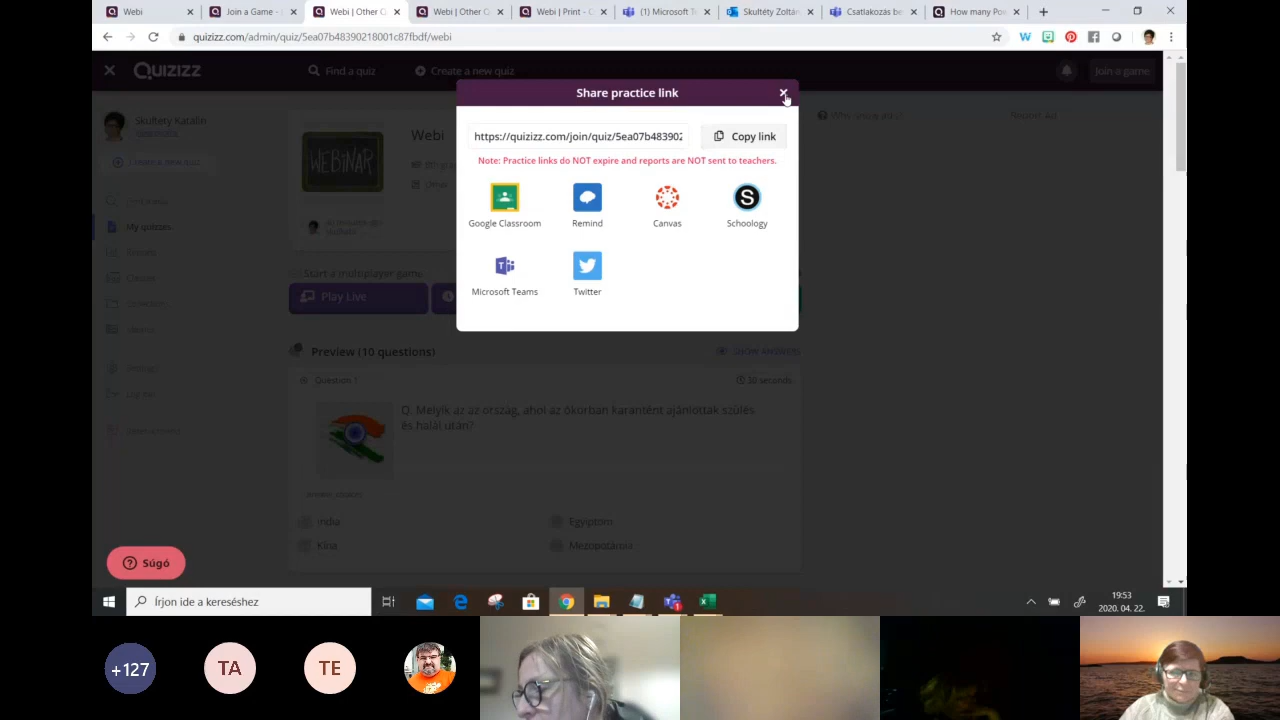 Webi
Join a Game -
Webi | Other
Webi | Other
Webi | Print -
(1) Microsoft T
Skultéty Zoltán
Csatlakozás be
How many Po
quizizz.com/admin/quiz/5ea07b48390218001c87fbdf/webi
Quizizz
Find a quiz
Create a new quiz
Join a game
Share practice link
https://quizizz.com/join/quiz/5ea07b483902
Copy link
Note: Practice links do NOT expire and reports are NOT sent to teachers.
Google Classroom
Remind
Canvas
Schoology
Microsoft Teams
Twitter
Skultéty Katalin
WEBINAR
Webi
My quizzes
Start a multiplayer game
Play Live
Preview (10 questions)
Question 1
30 seconds
Q. Melyik az az ország, ahol az ókorban karantént ajánlottak szülés
és halál után?
India
Egyiptom
Kína
Mezopotámia
Súgó
Írjon ide a kereséshez
19:53
2020. 04. 22.
+127
TA
TE